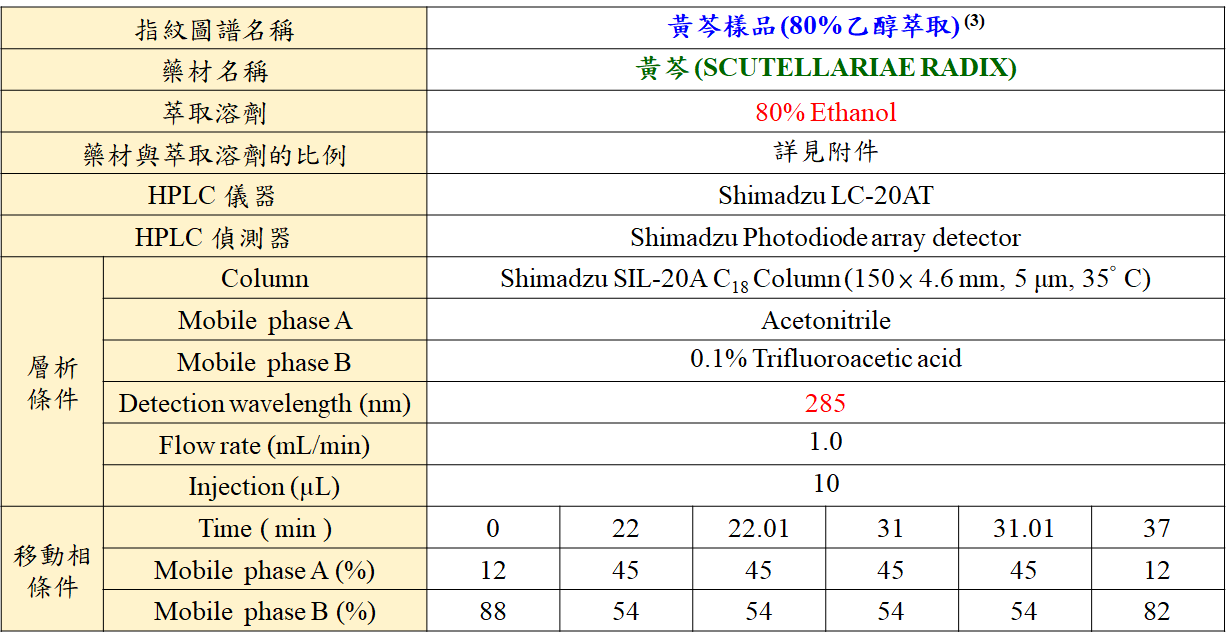 指紋圖譜名稱 黃芩樣品(80%乙醇萃取)(3)
藥材名稱 黃芩(SCUTELLARIAE RADIX)
萃取溶劑 80% Ethanol
藥材與萃取溶劑的比例 詳見附件
HPLC 儀器 Shimadzu LC-20AT
HPLC 偵測器 Shimadzu Photodiode array detector
層析條件
Column Shimadzu SIL-20A C18 Column (150 × 4.6 mm, 5 μm, 35° C)
Mobile phase A Acetonitrile
Mobile phase B 0.1% Trifluoroacetic acid
Detection wavelength (nm) 285
Flow rate (mL/min) 1.0
Injection (μL) 10
移動相條件
Time ( min ) 0 22 22.01 31 31.01 37
Mobile phase A (%) 12 45 45 45 45 12
Mobile phase B (%) 88 54 54 54 54 82